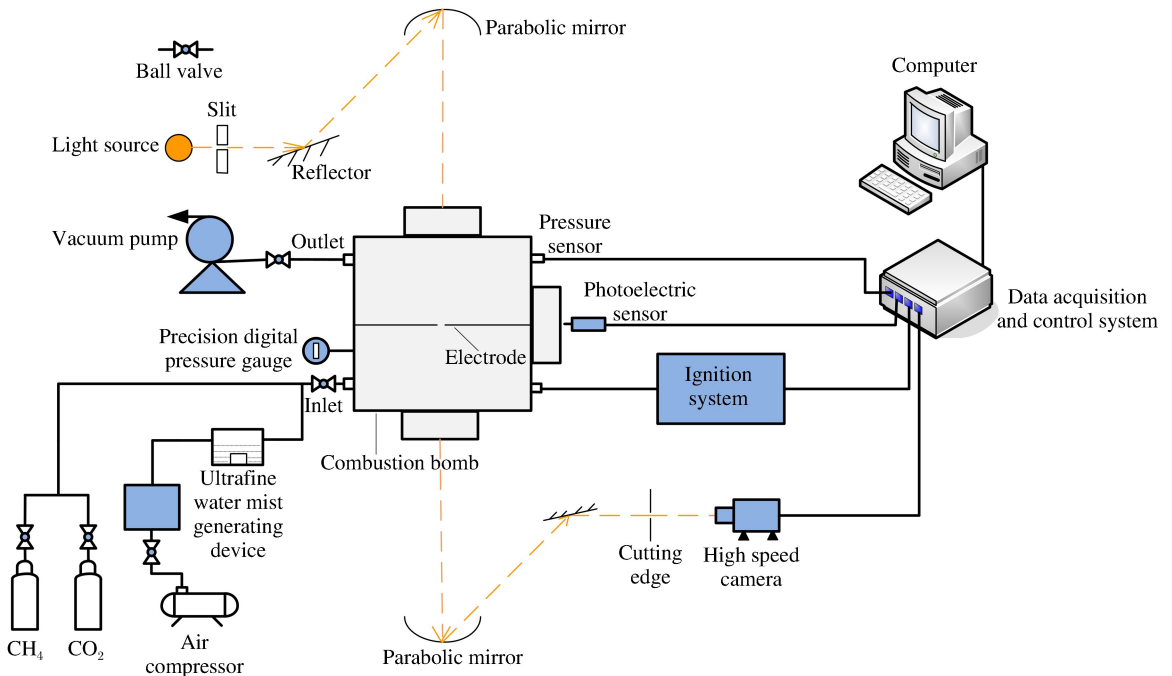 Parabolic mirror
Ball valve
Computer
Slit
Light source
Reflector
Vacuum pump
Outlet
Pressure
sensor
Photoelectric
sensor
Data acquisition
and control system
Precision digital
pressure gauge
Electrode
Ignition
system
Inlet
Combustion bomb
Ultrafine
water mist
generating
device
Cutting
edge
High speed
camera
CH₄
CO₂
Air
compressor
Parabolic mirror